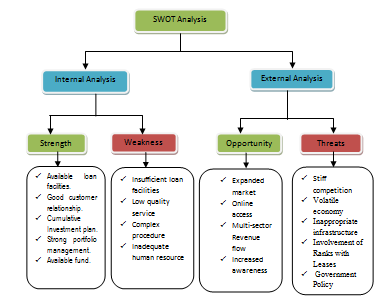 SWOT Analysis
Internal Analysis
External Analysis
Strength
Weakness
Opportunity
Threats
✓ Available loan
facilities.
✓ Good customer
relationship.
✓ Cumulative
Investment plan.
✓ Strong portfolio
management.
✓ Available fund.
✓ Insufficient loan
facilities
✓ Low quality
service
✓ Complex
procedure
✓ Inadequate
human resource
✓ Expanded
market
✓ Online
access
✓ Multi-sector
Revenue
flow
✓ Increased
awareness
✓ Stiff
competition
✓ Volatile
economy
✓ Inappropriate
infrastructure
✓ Involvement of
Ranks with
Leases
✓ Government
Policy